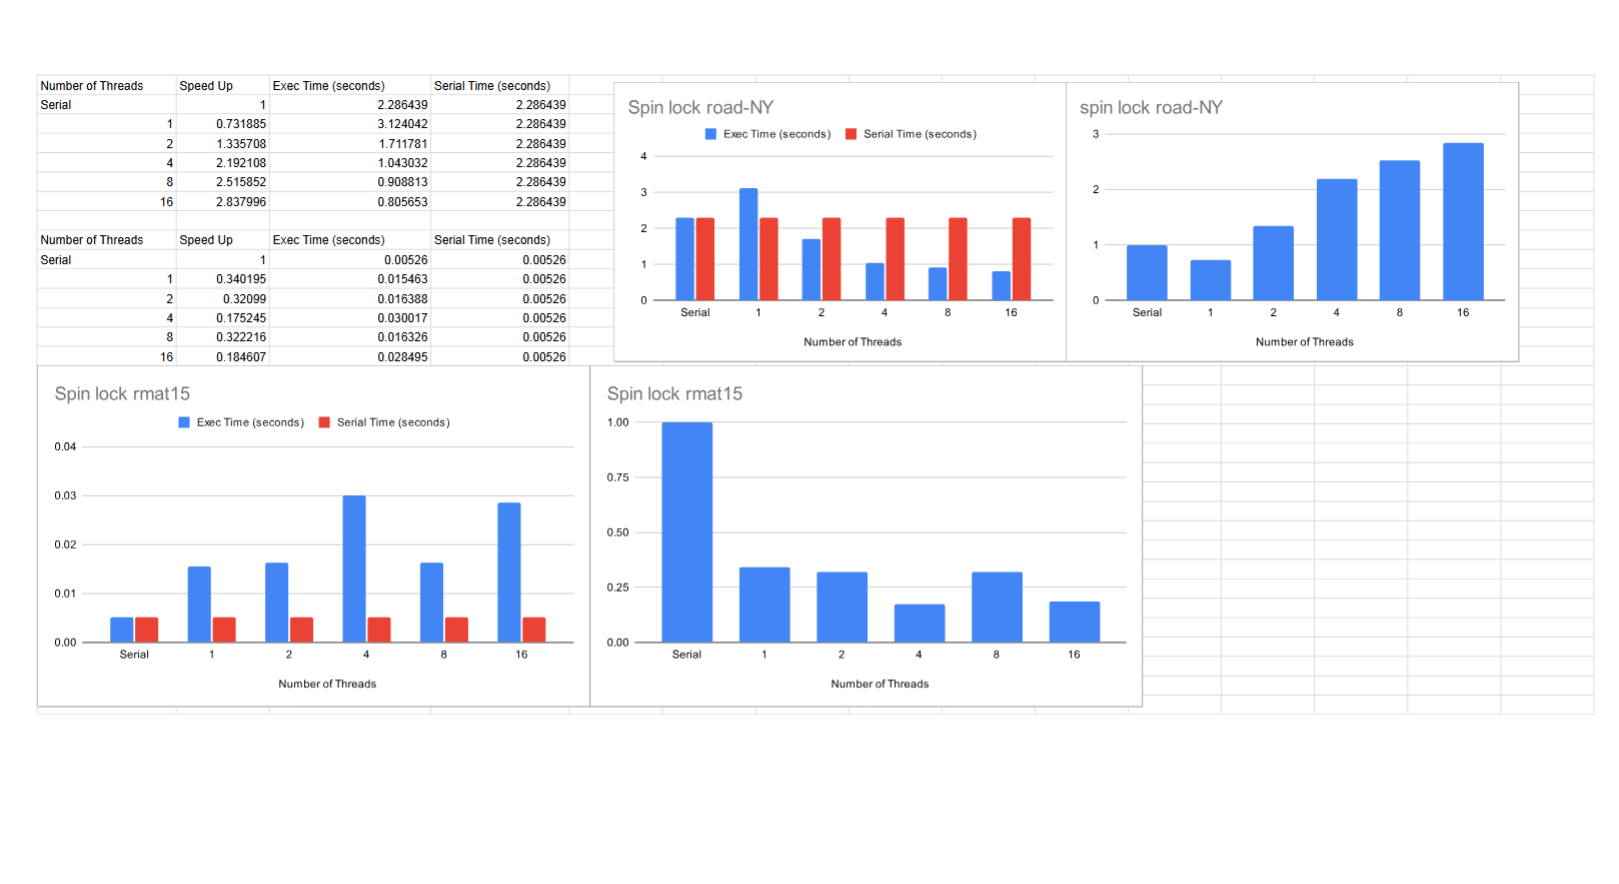 Number of Threads Speed Up Exec Time (seconds) Serial Time (seconds)
Serial 1 2.286439 2.286439
1 0.731885 3.124042 2.286439
2 1.335708 1.711781 2.286439
4 2.192108 1.043032 2.286439
8 2.515852 0.908813 2.286439
16 2.837996 0.805653 2.286439
Number of Threads Speed Up Exec Time (seconds) Serial Time (seconds)
Serial 1 0.00526 0.00526
1 0.340195 0.015463 0.00526
2 0.32099 0.016388 0.00526
4 0.175245 0.030017 0.00526
8 0.322216 0.016326 0.00526
16 0.184607 0.028495 0.00526
Spin lock road-NY
Exec Time (seconds) Serial Time (seconds)
4
3
2
1
0
Serial 1 2 4 8 16
Number of Threads
spin lock road-NY
3
2
1
0
Serial 1 2 4 8 16
Number of Threads
Spin lock rmat15
Exec Time (seconds) Serial Time (seconds)
0.04
0.03
0.02
0.01
0.00
Serial 1 2 4 8 16
Number of Threads
Spin lock rmat15
1.00
0.75
0.50
0.25
0.00
Serial 1 2 4 8 16
Number of Threads